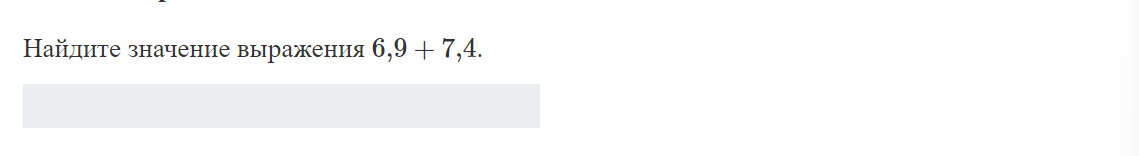 Найдите значение выражения 6,9 + 7,4.